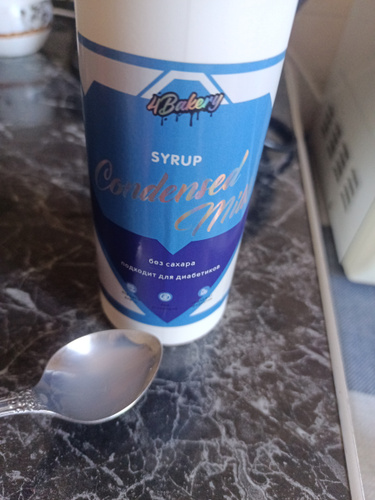 4Bakery
SYRUP
Condensed
Milk
без сахара
подходит для диабетиков